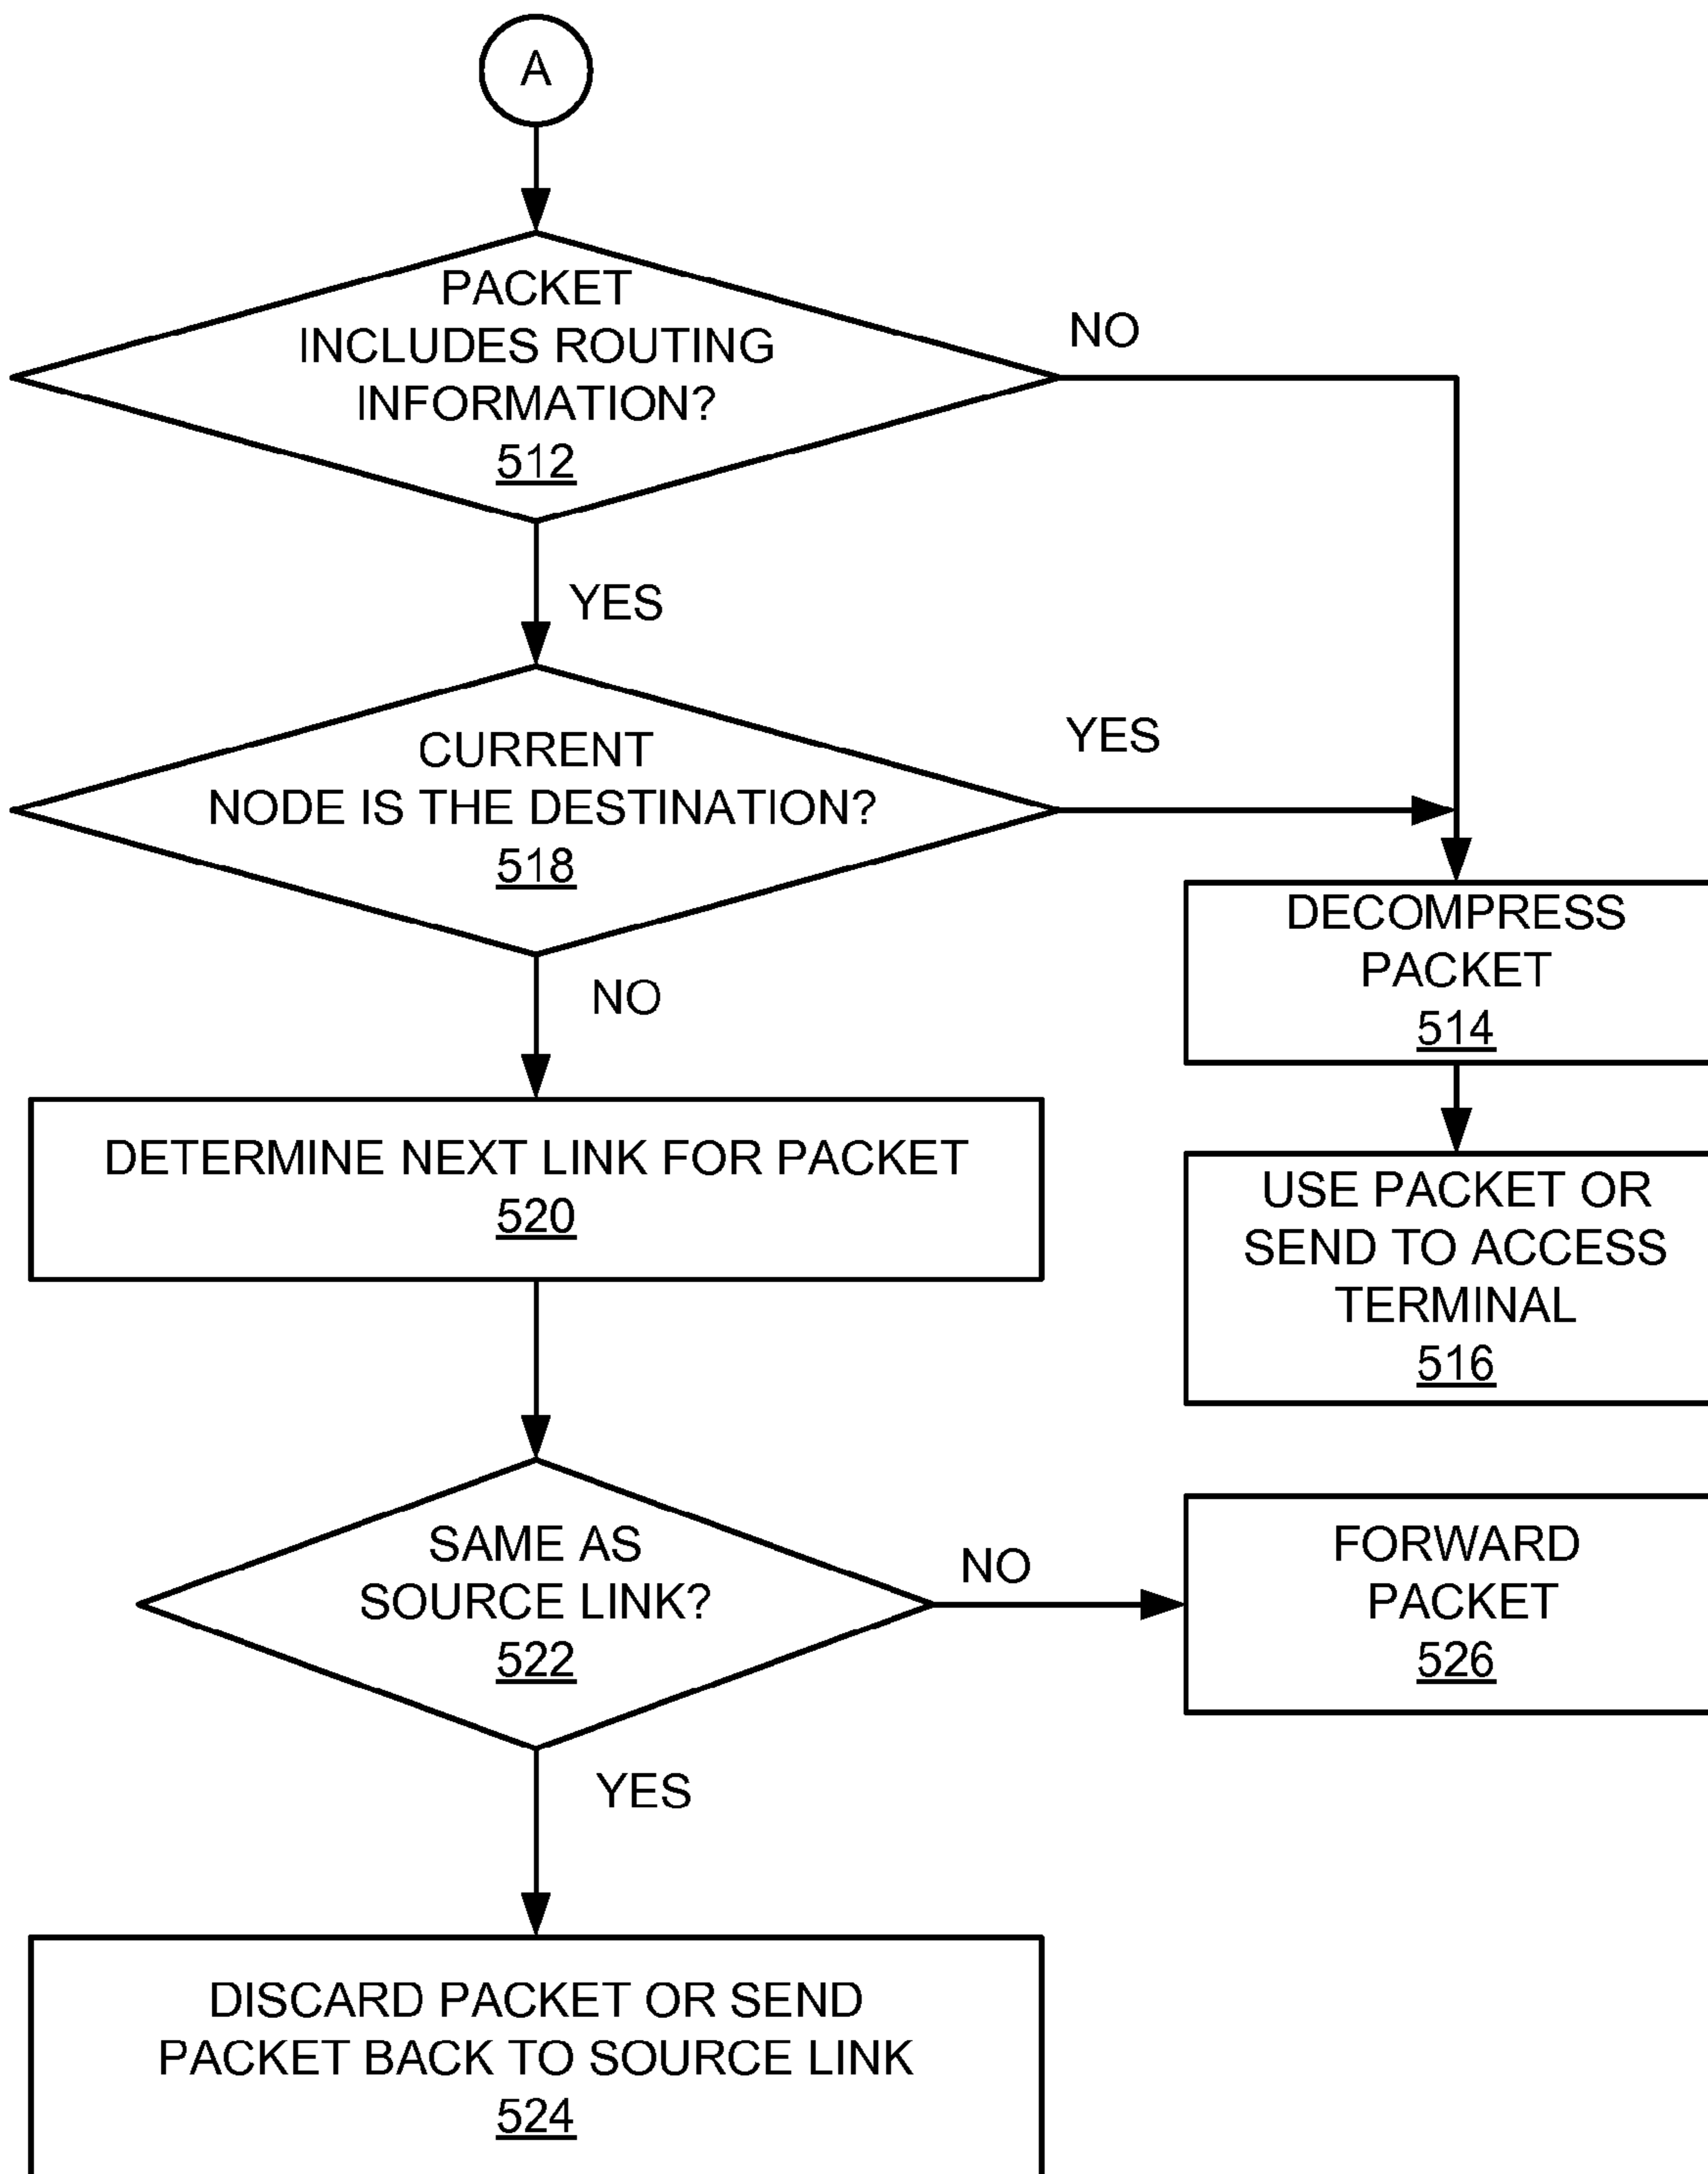 A
PACKET
INCLUDES ROUTING
INFORMATION?
512
NO
YES
CURRENT
NODE IS THE DESTINATION?
518
YES
NO
DECOMPRESS
PACKET
514
DETERMINE NEXT LINK FOR PACKET
520
USE PACKET OR
SEND TO ACCESS
TERMINAL
516
SAME AS
SOURCE LINK?
522
NO
FORWARD
PACKET
526
YES
DISCARD PACKET OR SEND
PACKET BACK TO SOURCE LINK
524